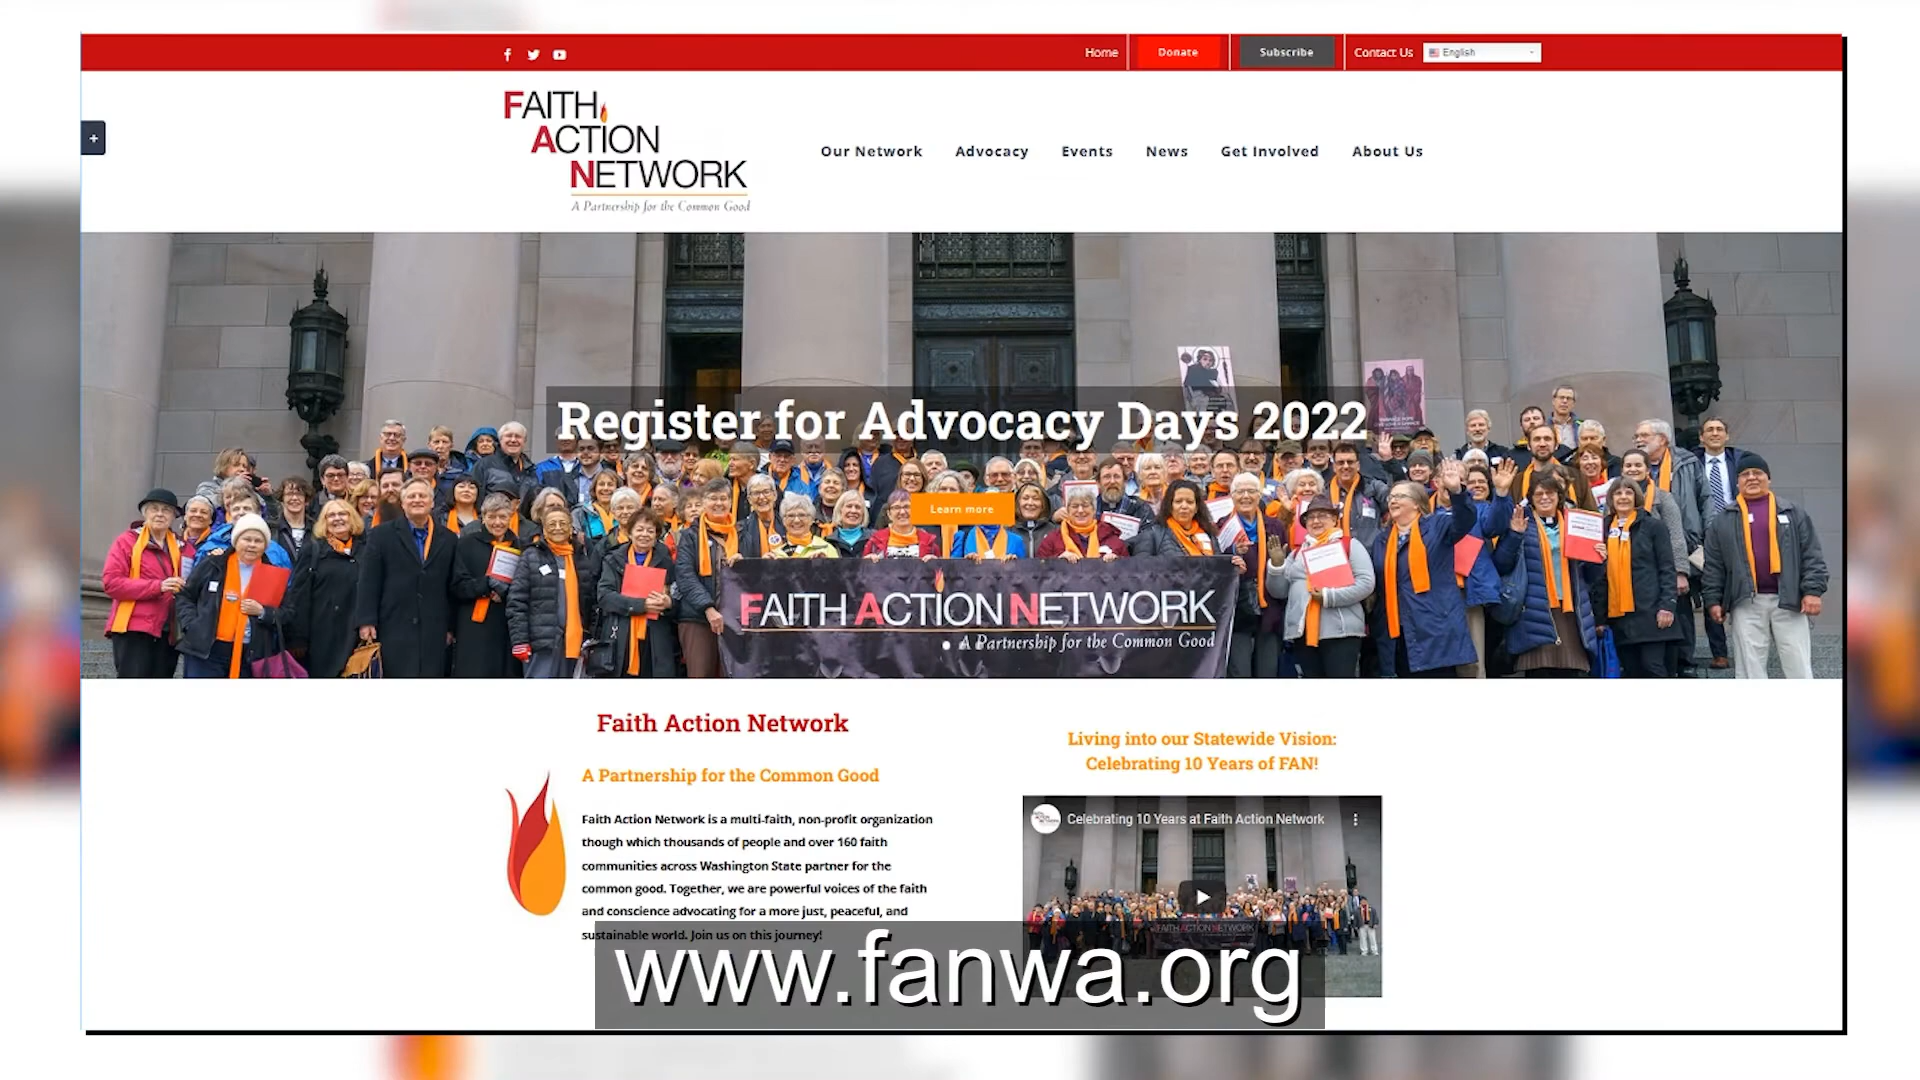 Home
Donate
Subscribe
Contact Us
English
+
FAITH
ACTION
NETWORK
A Partnership for the Common Good
Our Network
Advocacy
Events
News
Get Involved
About Us
Register for Advocacy Days 2022
Learn more
FAITH ACTION NETWORK
A Partnership for the Common Good
Faith Action Network
A Partnership for the Common Good
Faith Action Network is a multi-faith, non-profit organization
though which thousands of people and over 160 faith
communities across Washington State partner for the
common good. Together, we are powerful voices of the faith
and conscience advocating for a more just, peaceful, and
sustainable world. Join us on this journey!
Living into our Statewide Vision:
Celebrating 10 Years of FAN!
Celebrating 10 Years at Faith Action Network
FAITH ACTION NETWORK
www.fanwa.org